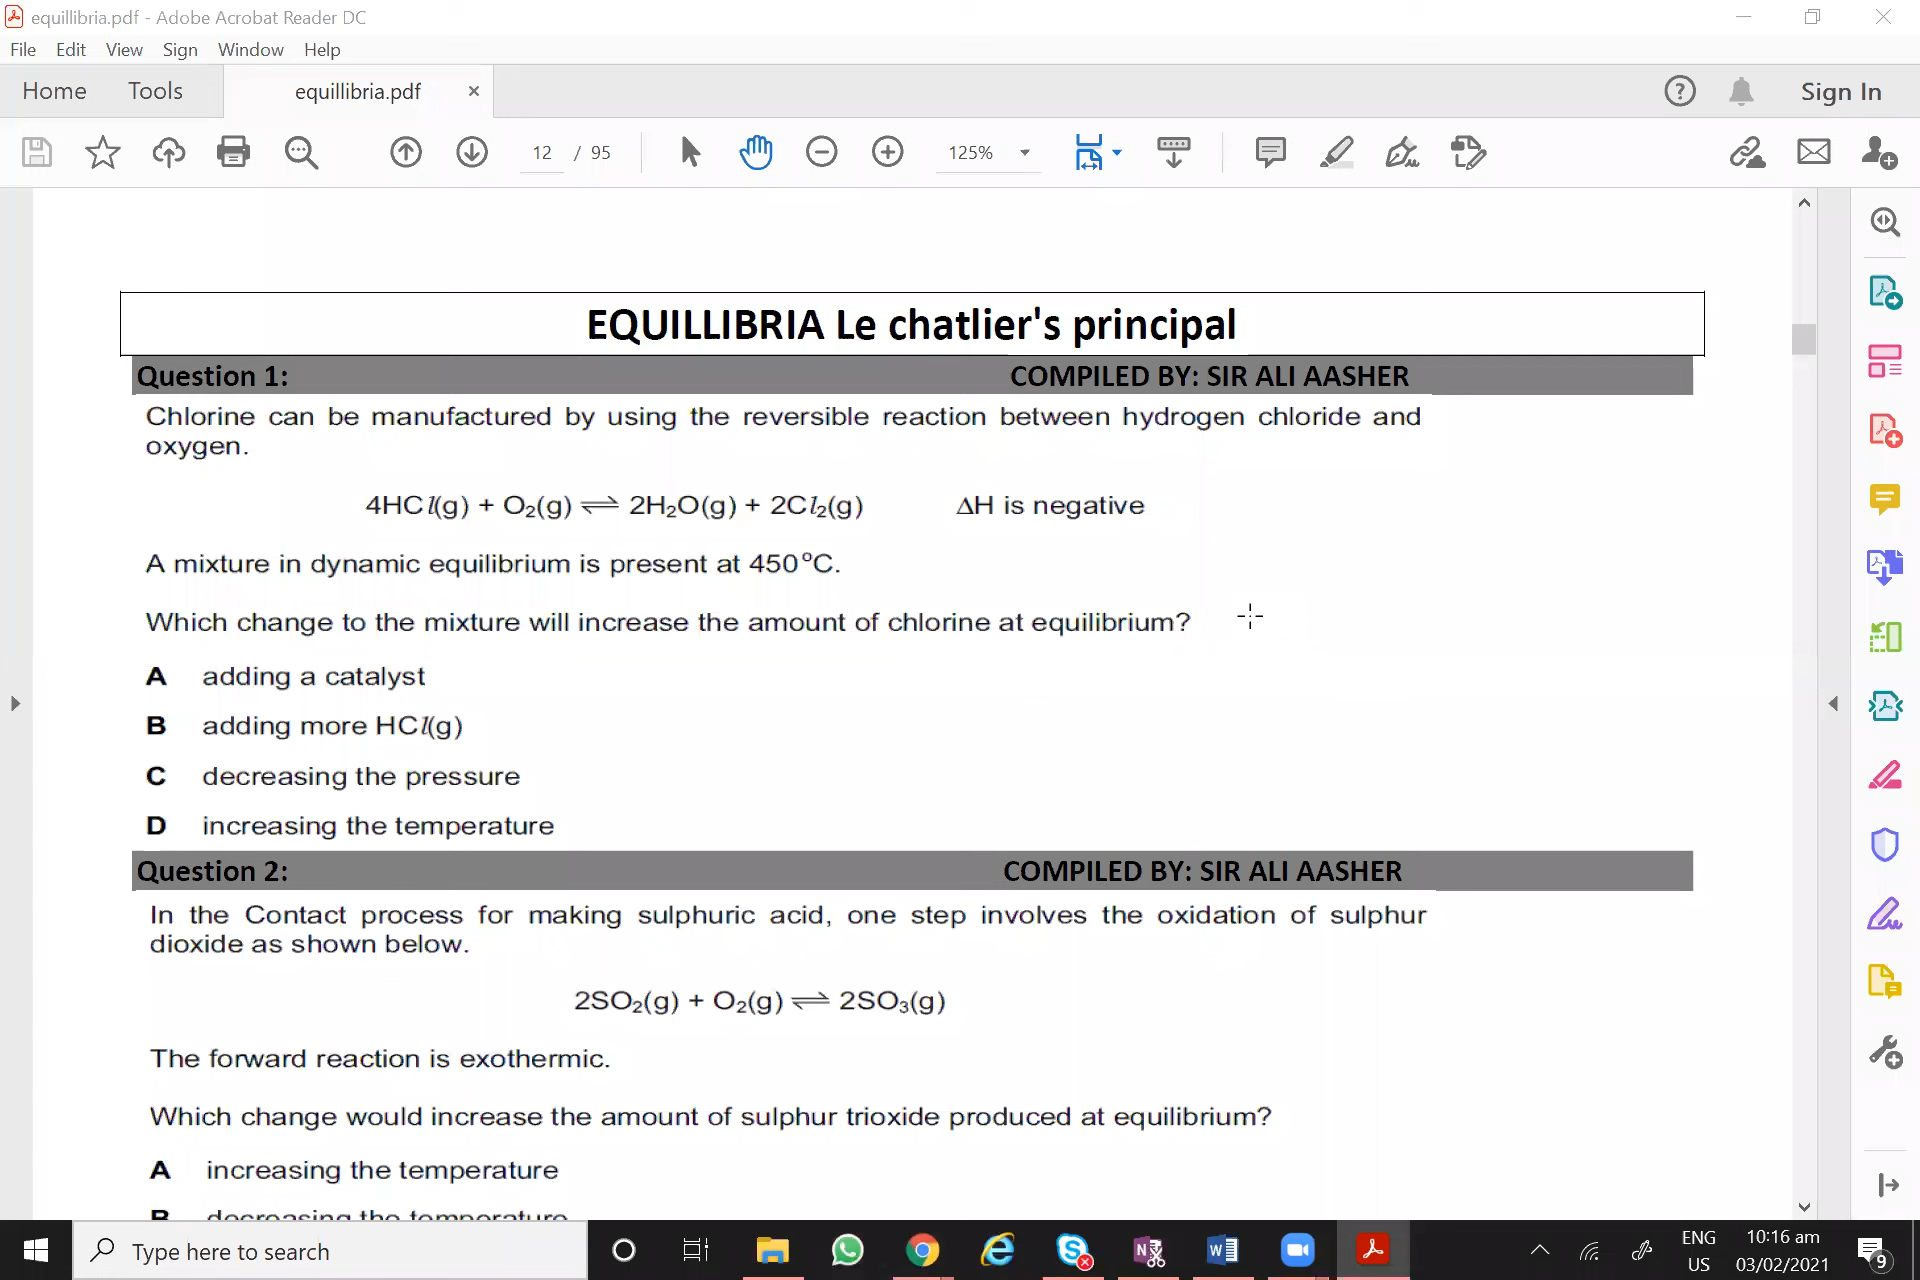 equillibria.pdf - Adobe Acrobat Reader DC
File Edit View Sign Window Help
Home Tools equillibria.pdf × Sign In
12 / 95 125%
EQUILLIBRIA Le chatlier's principal
Question 1: COMPILED BY: SIR ALI AASHER
Chlorine can be manufactured by using the reversible reaction between hydrogen chloride and
oxygen.
4HCl(g) + O₂(g) ⇌ 2H₂O(g) + 2Cl₂(g) ΔH is negative
A mixture in dynamic equilibrium is present at 450°C.
Which change to the mixture will increase the amount of chlorine at equilibrium?
A adding a catalyst
B adding more HCl(g)
C decreasing the pressure
D increasing the temperature
Question 2: COMPILED BY: SIR ALI AASHER
In the Contact process for making sulphuric acid, one step involves the oxidation of sulphur
dioxide as shown below.
2SO₂(g) + O₂(g) ⇌ 2SO₃(g)
The forward reaction is exothermic.
Which change would increase the amount of sulphur trioxide produced at equilibrium?
A increasing the temperature
B decreasing the temperature
Type here to search
ENG 10:16 am
US 03/02/2021 9